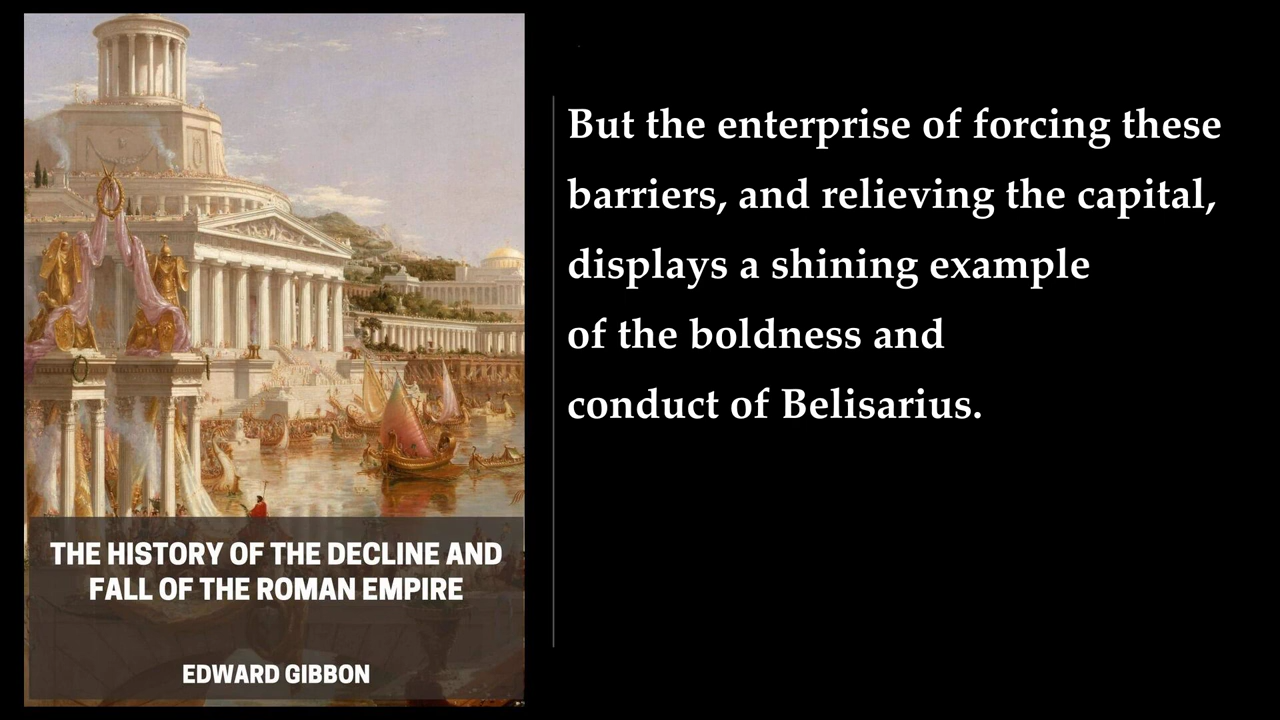 THE HISTORY OF THE DECLINE AND
FALL OF THE ROMAN EMPIRE
EDWARD GIBBON
But the enterprise of forcing these
barriers, and relieving the capital,
displays a shining example
of the boldness and
conduct of Belisarius.